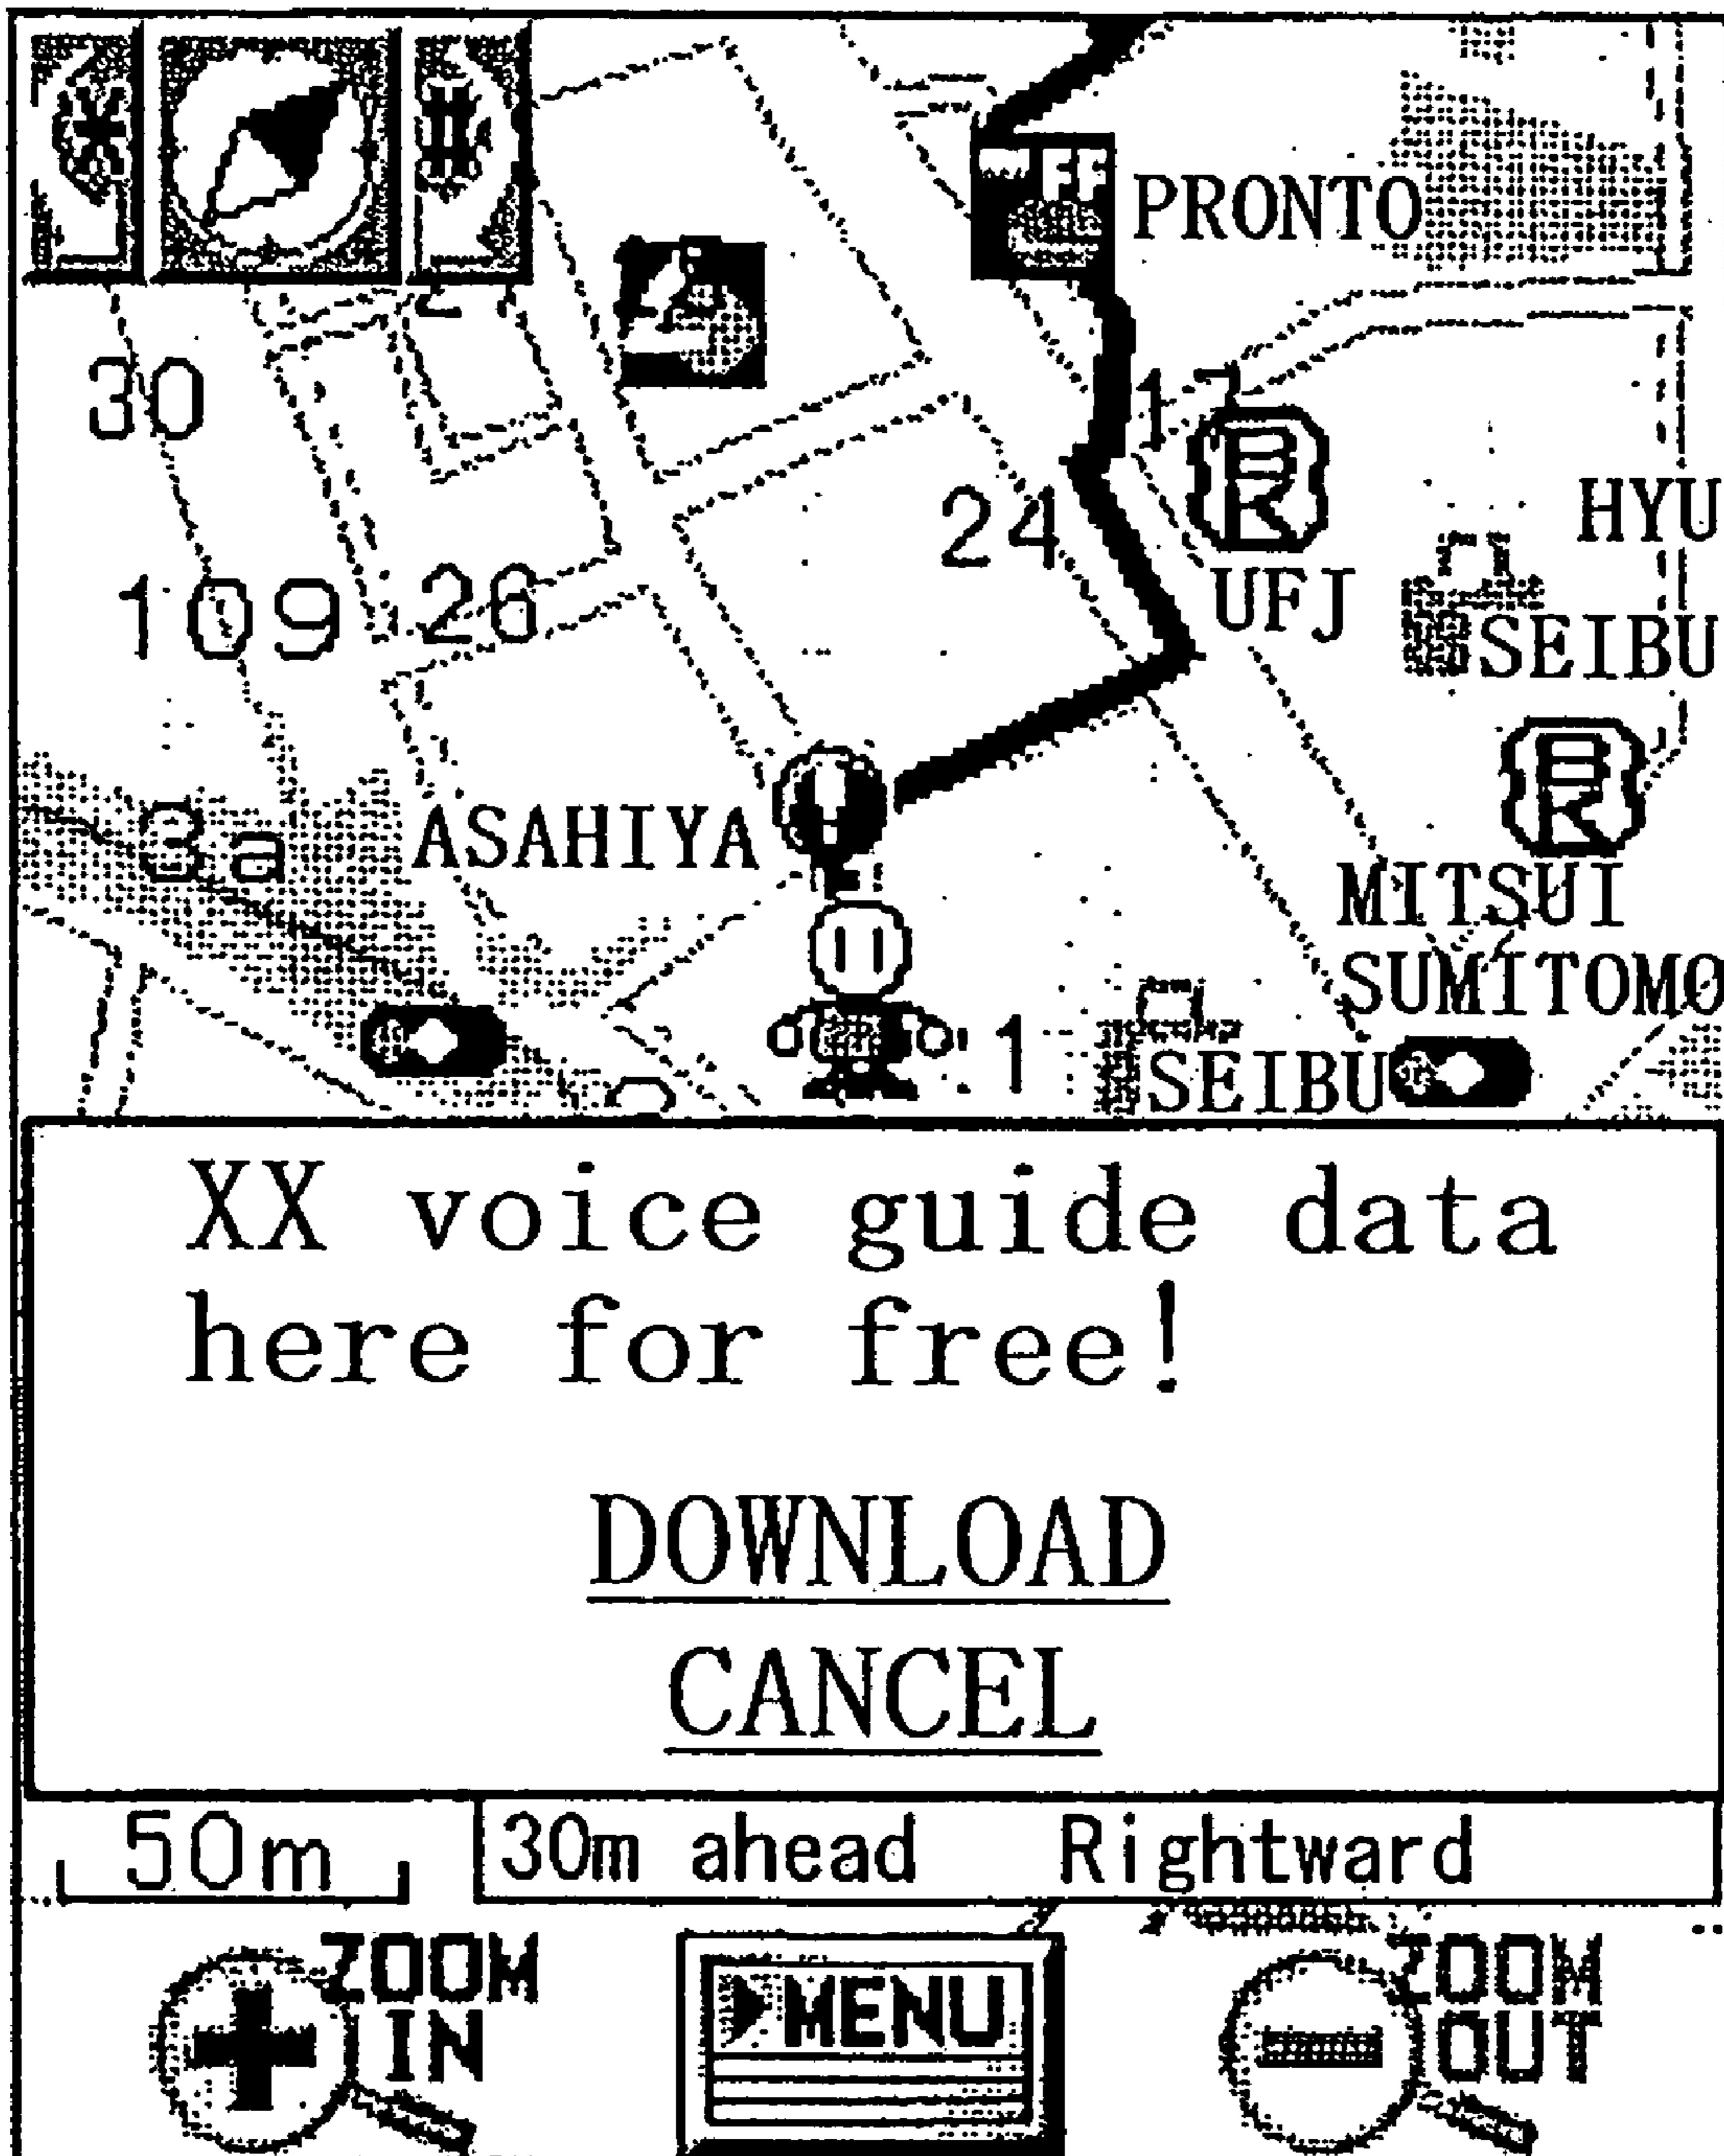 * #
PRONTO
30
17
24
HYU
109 26
UFJ
SEIBU
3a
ASAHIYA
MITSUI
SUMITOMO
1
SEIBU
XX voice guide data
here for free!
DOWNLOAD
CANCEL
50m
30m ahead Rightward
ZOOM
IN
MENU
ZOOM
OUT